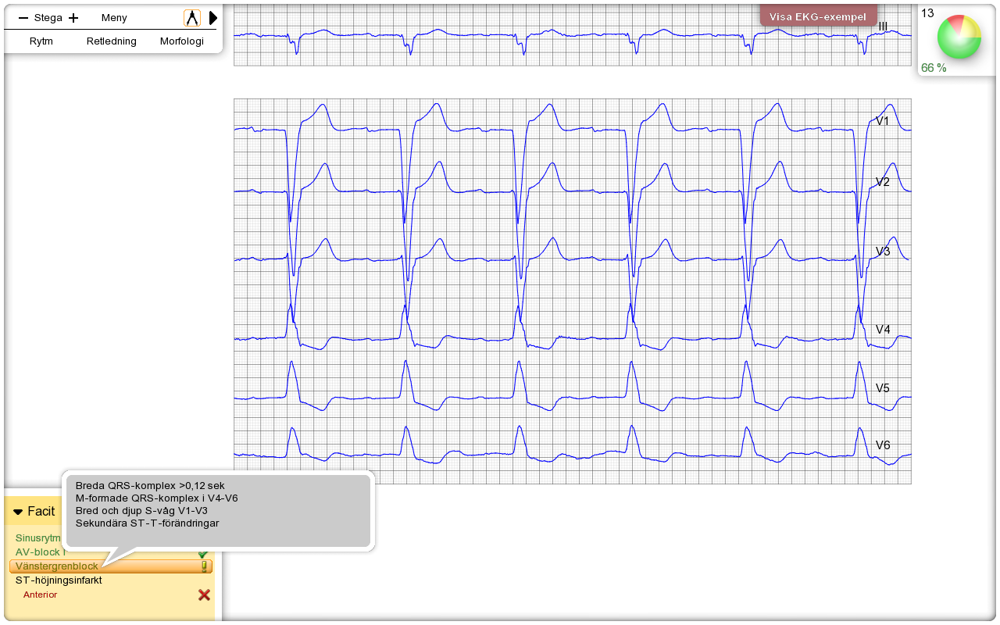 Stega
Meny
Rytm
Retledning
Morfologi
Visa EKG-exempel
III
13
66 %
V1
V2
V3
V4
V5
V6
Breda QRS-komplex >0,12 sek
M-formade QRS-komplex i V4-V6
Bred och djup S-våg V1-V3
Sekundära ST-T-förändringar
Facit
Sinusrytm
AV-block I
Vänstergrenblock
ST-höjningsinfarkt
Anterior